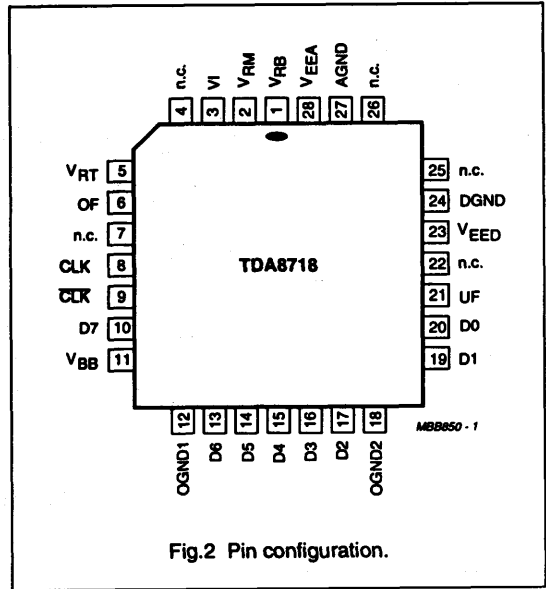 n.c. VI VRM VRB VEEA AGND n.c.
4 3 2 1 28 27 26
VRT 5
OF 6
n.c. 7
CLK 8
C̅L̅K̅ 9
D7 10
VBB 11
TDA8718
25 n.c.
24 DGND
23 VEED
22 n.c.
21 UF
20 D0
19 D1
12 13 14 15 16 17 18
OGND1 D6 D5 D4 D3 D2 OGND2
MBB850 - 1
Fig.2 Pin configuration.